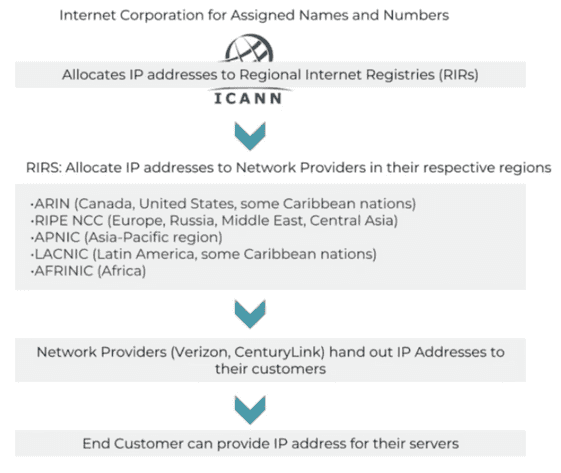 Internet Corporation for Assigned Names and Numbers
Allocates IP addresses to Regional Internet Registries (RIRs)
ICANN
RIRS: Allocate IP addresses to Network Providers in their respective regions
•ARIN (Canada, United States, some Caribbean nations)
•RIPE NCC (Europe, Russia, Middle East, Central Asia)
•APNIC (Asia-Pacific region)
•LACNIC (Latin America, some Caribbean nations)
•AFRINIC (Africa)
Network Providers (Verizon, CenturyLink) hand out IP Addresses to
their customers
End Customer can provide IP address for their servers